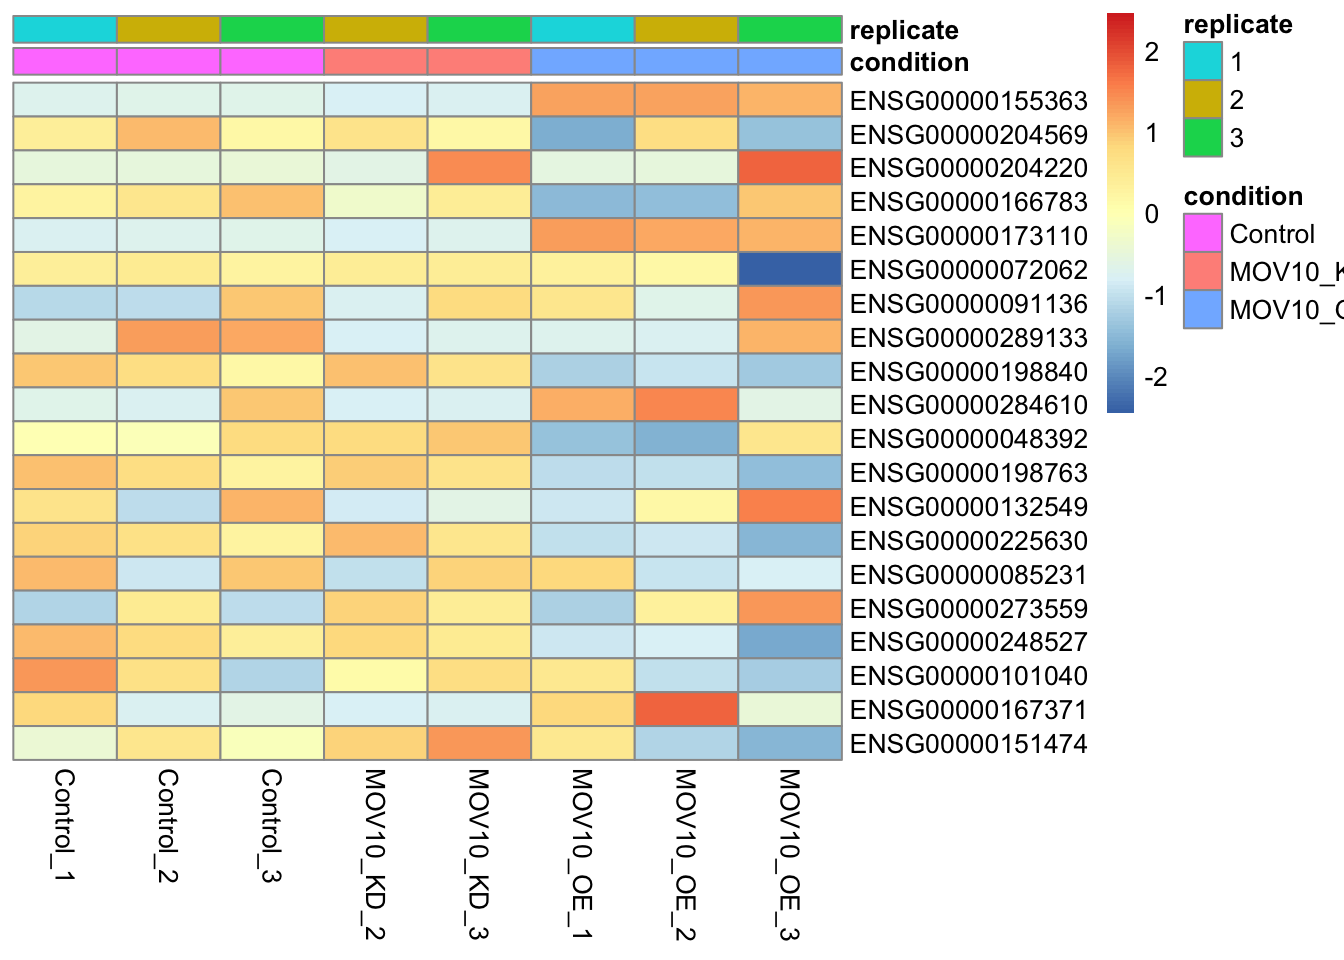 replicate
condition
ENSG00000155363
ENSG00000204569
ENSG00000204220
ENSG00000166783
ENSG00000173110
ENSG00000072062
ENSG00000091136
ENSG00000289133
ENSG00000198840
ENSG00000284610
ENSG00000048392
ENSG00000198763
ENSG00000132549
ENSG00000225630
ENSG00000085231
ENSG00000273559
ENSG00000248527
ENSG00000101040
ENSG00000167371
ENSG00000151474
Control_1
Control_2
Control_3
MOV10_KD_2
MOV10_KD_3
MOV10_OE_1
MOV10_OE_2
MOV10_OE_3
2
1
0
-1
-2
replicate
1
2
3
condition
Control
MOV10_K
MOV10_O